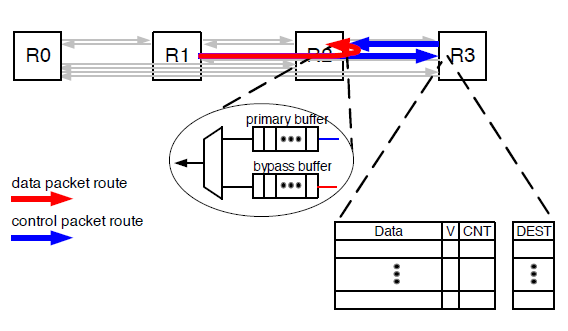 R0
R1
R2
R3
primary buffer
bypass buffer
data packet route
control packet route
Data V CNT DEST